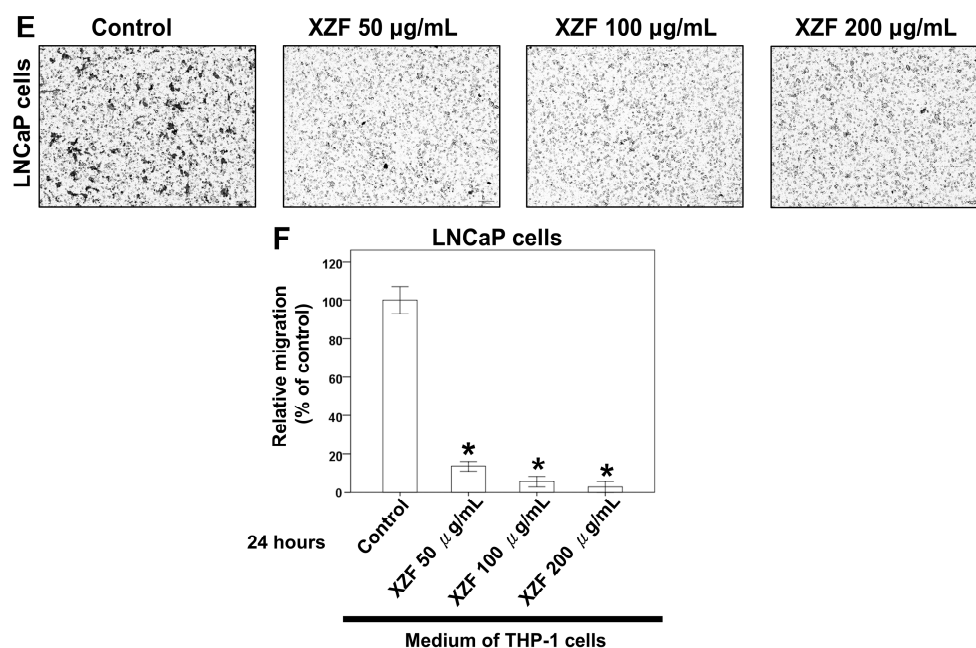 E
Control
XZF 50 µg/mL
XZF 100 µg/mL
XZF 200 µg/mL
LNCaP cells
F
LNCaP cells
Relative migration
(% of control)
120
100
80
60
40
20
0
*
*
*
24 hours
Control
XZF 50 μg/mL
XZF 100 μg/mL
XZF 200 μg/mL
Medium of THP-1 cells